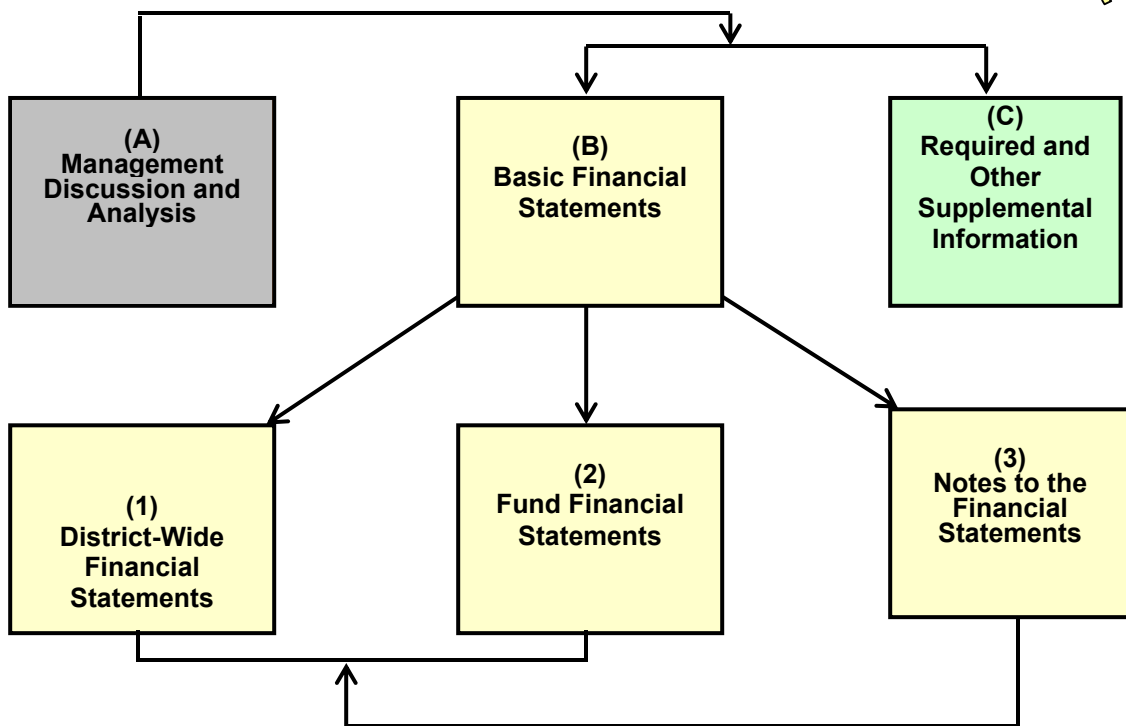 (A)
Management
Discussion and
Analysis
(B)
Basic Financial
Statements
(C)
Required and
Other
Supplemental
Information
(1)
District-Wide
Financial
Statements
(2)
Fund Financial
Statements
(3)
Notes to the
Financial
Statements